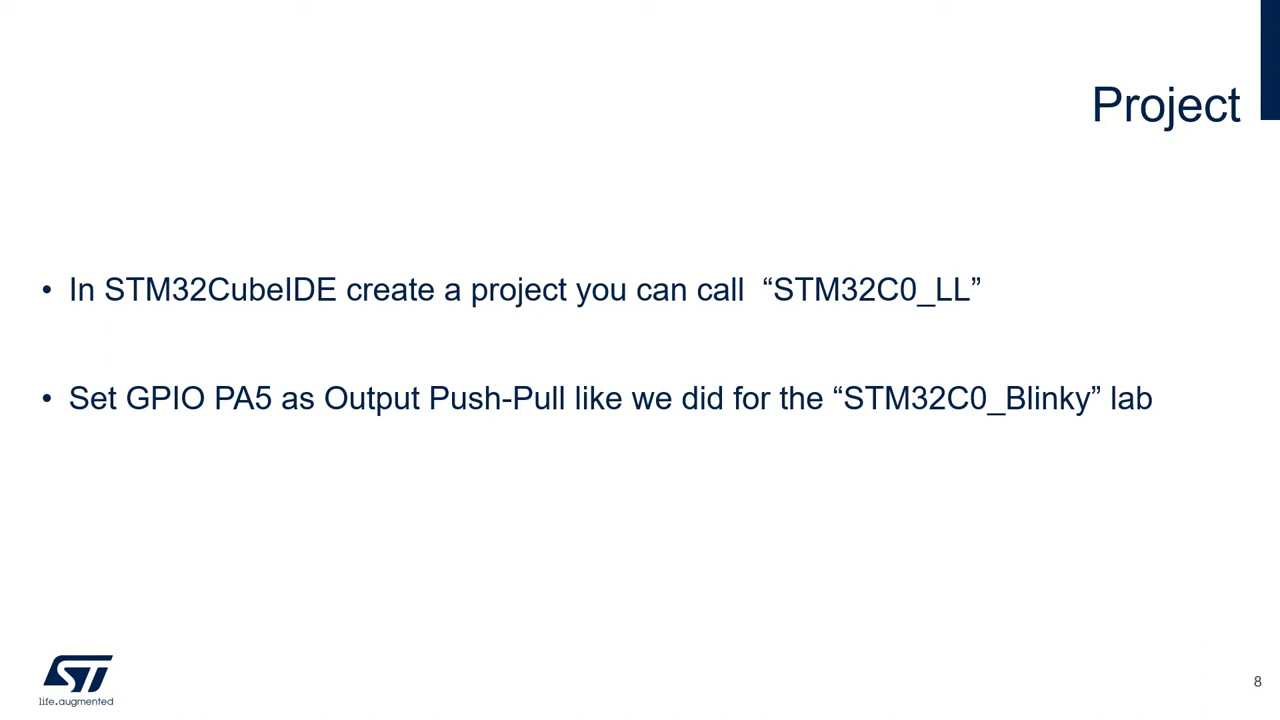 Project
• In STM32CubeIDE create a project you can call “STM32C0_LL”
• Set GPIO PA5 as Output Push-Pull like we did for the “STM32C0_Blinky” lab
ST
life.augmented
8